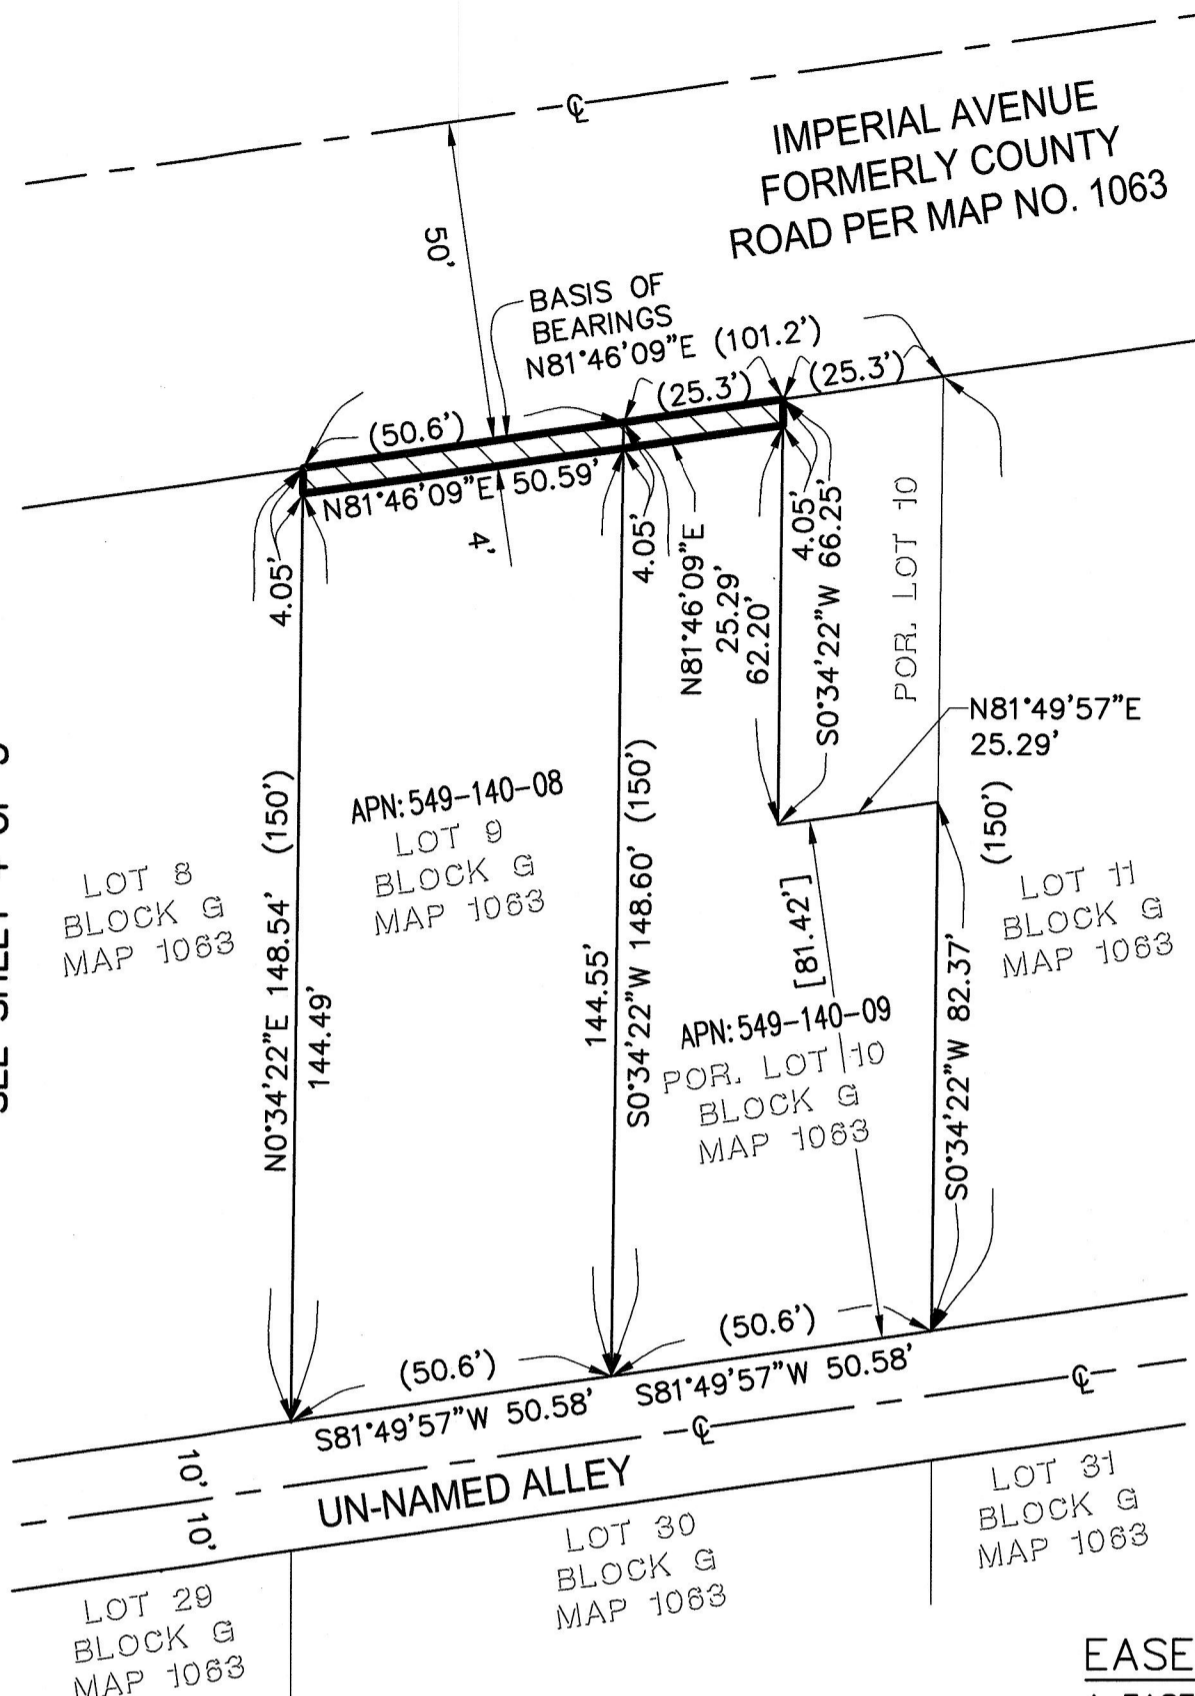 ℄
IMPERIAL AVENUE
FORMERLY COUNTY
ROAD PER MAP NO. 1063
50'
BASIS OF
BEARINGS
N81°46'09"E (101.2')
(50.6')
(25.3')
(25.3')
N81°46'09"E 50.59'
4'
4.05'
4.05'
N81°46'09"E
25.29'
62.20'
4.05'
S0°34'22"W 66.25'
POR. LOT 10
N81°49'57"E
25.29'
(150')
LOT 8
BLOCK G
MAP 1063
N0°34'22"E 148.54' (150')
144.49'
APN: 549-140-08
LOT 9
BLOCK G
MAP 1063
144.55'
S0°34'22"W 148.60' (150')
[81.42']
APN: 549-140-09
POR. LOT 10
BLOCK G
MAP 1063
S0°34'22"W 82.37'
LOT 11
BLOCK G
MAP 1063
(50.6')
(50.6')
S81°49'57"W 50.58'
S81°49'57"W 50.58'
℄
℄
10'
10'
UN-NAMED ALLEY
LOT 29
BLOCK G
MAP 1063
LOT 30
BLOCK G
MAP 1063
LOT 31
BLOCK G
MAP 1063
EASE